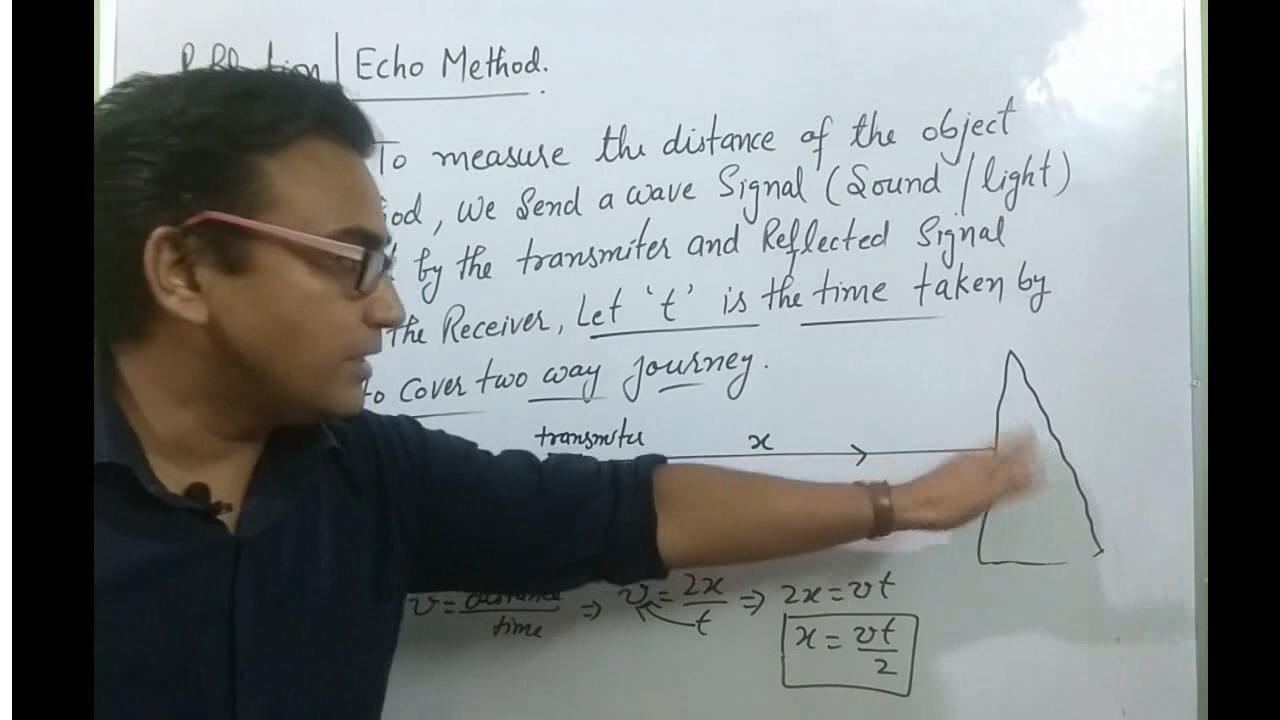 Echo Method.
To measure the distance of the object
, We Send a wave Signal (Sound / light)
by the transmiter and Reflected Signal
the Receiver, Let 't' is the time taken by
to cover two way journey.
transmiter x
v = distance/time => v = 2x/t => 2x = vt
x = vt/2